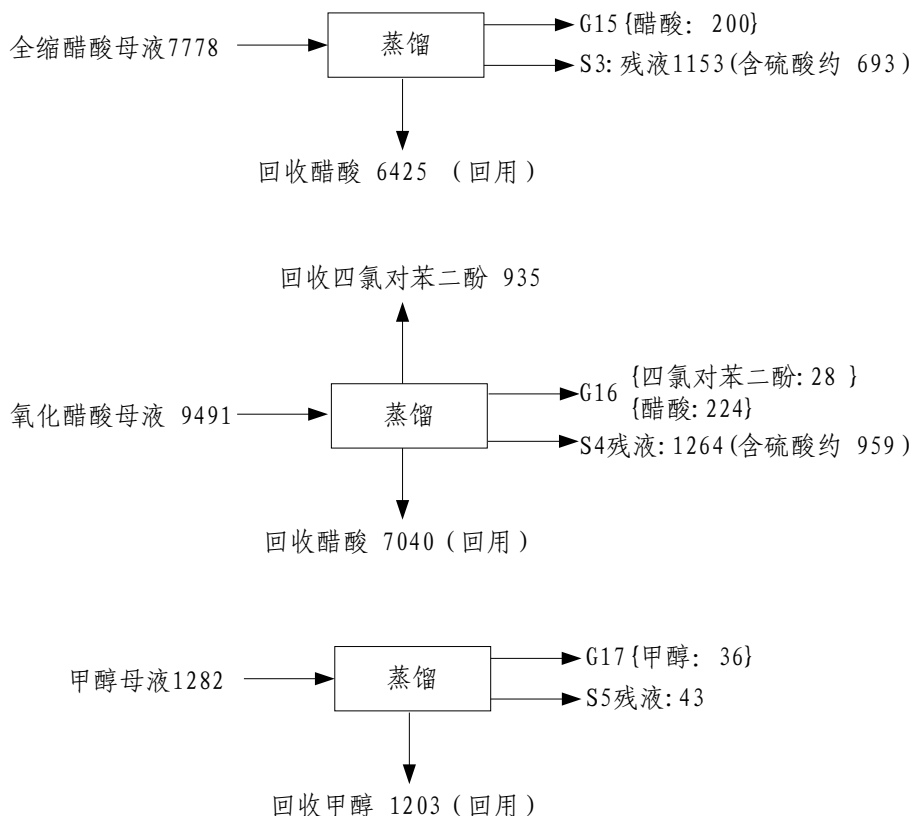 全缩醋酸母液7778
蒸馏
G15{醋酸: 200}
S3:残液1153(含硫酸约 693)
回收醋酸 6425 (回用)
回收四氯对苯二酚 935
氧化醋酸母液 9491
蒸馏
G16 {四氯对苯二酚:28 }
{醋酸:224}
S4残液:1264(含硫酸约 959)
回收醋酸 7040(回用)
甲醇母液1282
蒸馏
G17{甲醇: 36}
S5残液:43
回收甲醇 1203(回用)